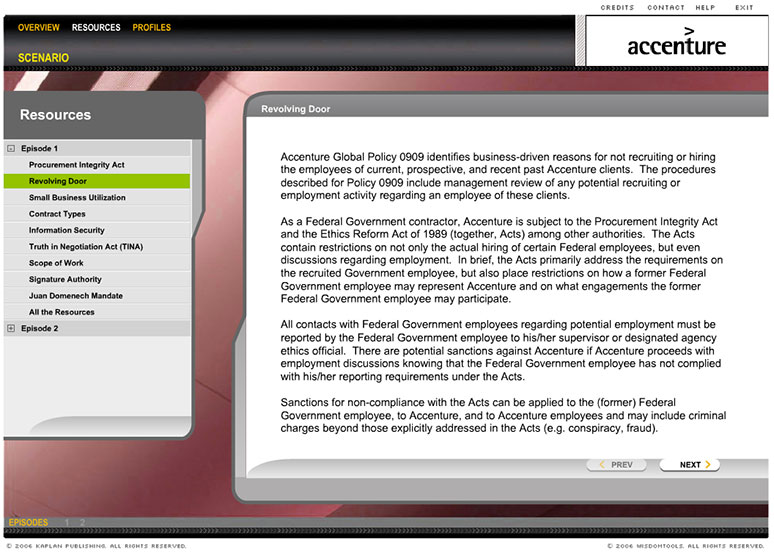 CREDITS CONTACT HELP EXIT
OVERVIEW RESOURCES PROFILES
SCENARIO
>
accenture
Resources
- Episode 1
Procurement Integrity Act
Revolving Door
Small Business Utilization
Contract Types
Information Security
Truth in Negotiation Act (TINA)
Scope of Work
Signature Authority
Juan Domenech Mandate
All the Resources
+ Episode 2
Revolving Door
Accenture Global Policy 0909 identifies business-driven reasons for not recruiting or hiring
the employees of current, prospective, and recent past Accenture clients. The procedures
described for Policy 0909 include management review of any potential recruiting or
employment activity regarding an employee of these clients.
As a Federal Government contractor, Accenture is subject to the Procurement Integrity Act
and the Ethics Reform Act of 1989 (together, Acts) among other authorities. The Acts
contain restrictions on not only the actual hiring of certain Federal employees, but even
discussions regarding employment. In brief, the Acts primarily address the requirements on
the recruited Government employee, but also place restrictions on how a former Federal
Government employee may represent Accenture and on what engagements the former
Federal Government employee may participate.
All contacts with Federal Government employees regarding potential employment must be
reported by the Federal Government employee to his/her supervisor or designated agency
ethics official. There are potential sanctions against Accenture if Accenture proceeds with
employment discussions knowing that the Federal Government employee has not complied
with his/her reporting requirements under the Acts.
Sanctions for non-compliance with the Acts can be applied to the (former) Federal
Government employee, to Accenture, and to Accenture employees and may include criminal
charges beyond those explicitly addressed in the Acts (e.g. conspiracy, fraud).
< PREV NEXT >
EPISODES 1 2
© 2006 KAPLAN PUBLISHING. ALL RIGHTS RESERVED.
© 2006 WISDOMTOOLS. ALL RIGHTS RESERVED.